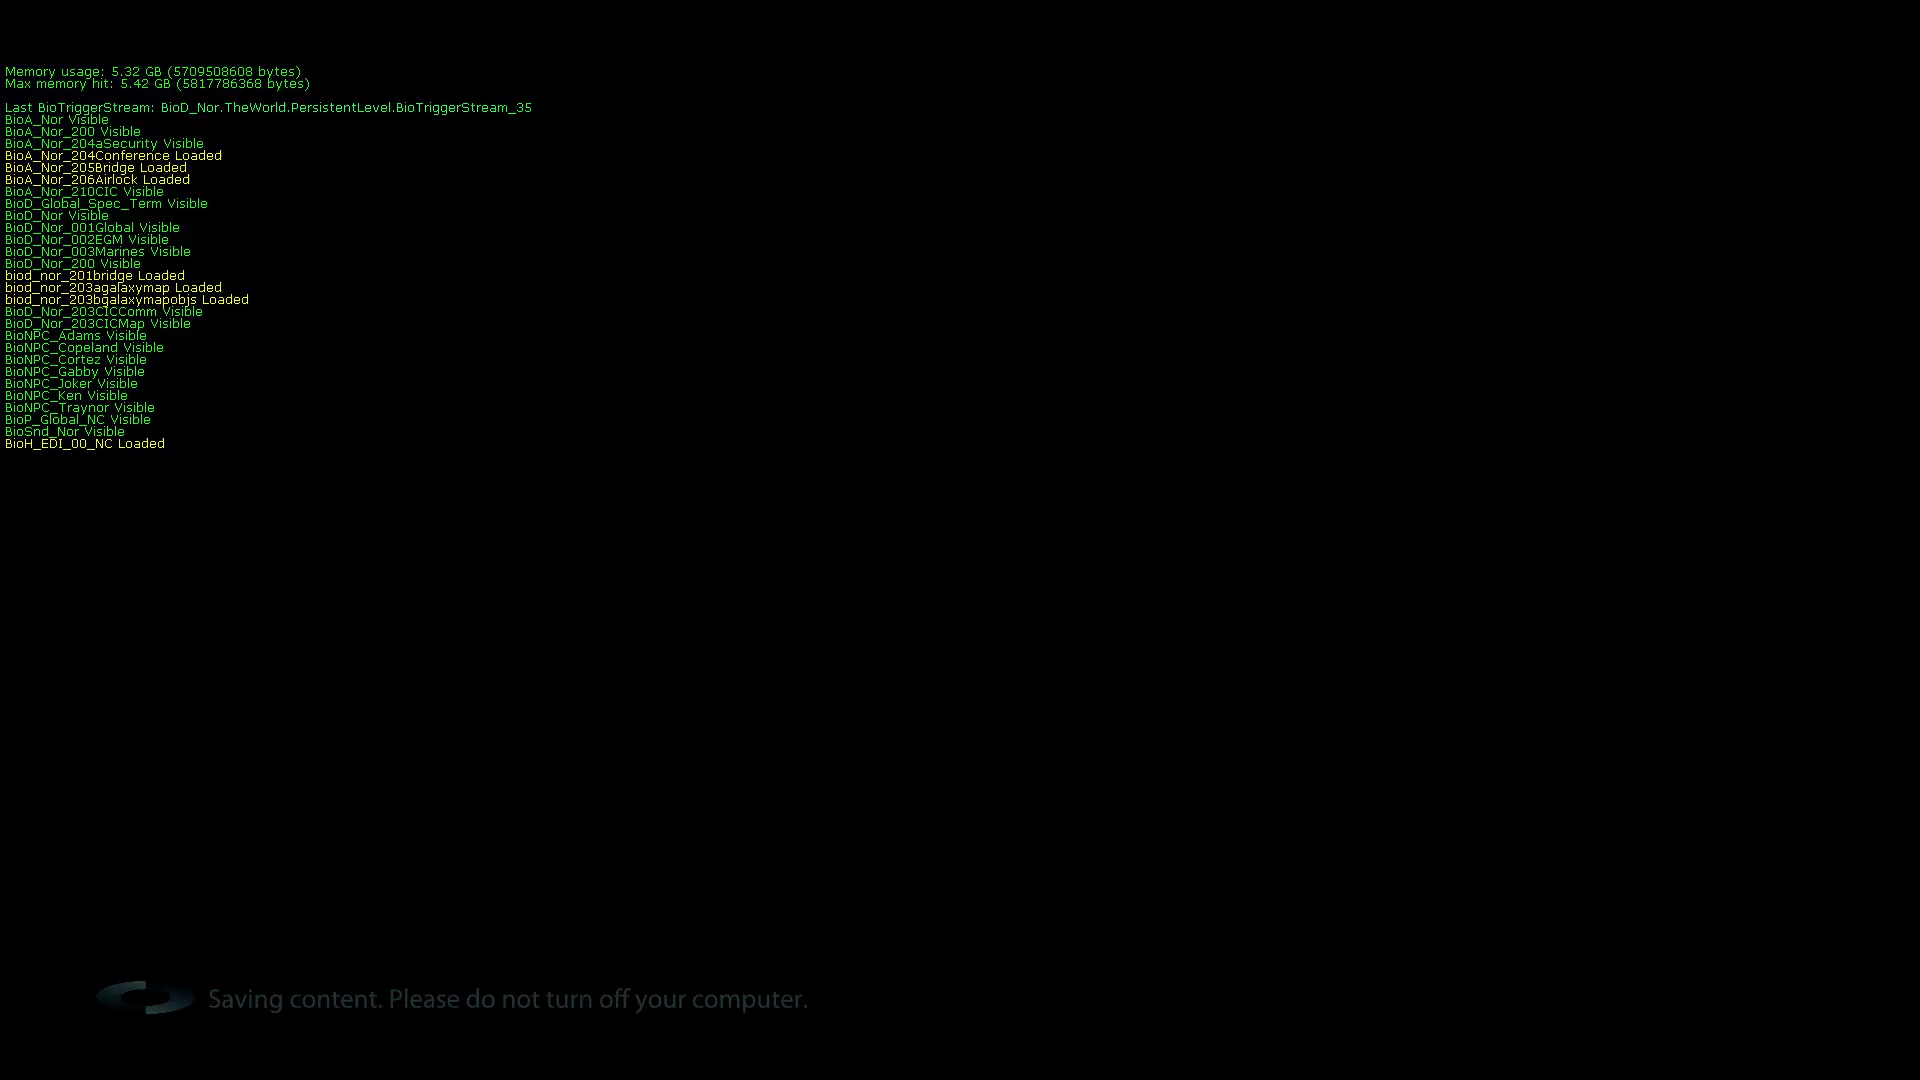 Memory usage: 5.32 GB (5709508608 bytes)
Max memory hit: 5.42 GB (5817786368 bytes)
Last BioTriggerStream: BioD_Nor.TheWorld.PersistentLevel.BioTriggerStream_35
BioA_Nor Visible
BioA_Nor_200 Visible
BioA_Nor_204aSecurity Visible
BioA_Nor_204Conference Loaded
BioA_Nor_205Bridge Loaded
BioA_Nor_206Airlock Loaded
BioA_Nor_210CIC Visible
BioD_Global_Spec_Term Visible
BioD_Nor Visible
BioD_Nor_001Global Visible
BioD_Nor_002EGM Visible
BioD_Nor_003Marines Visible
BioD_Nor_200 Visible
biod_nor_201bridge Loaded
biod_nor_203agalaxymap Loaded
biod_nor_203bgalaxymapobjs Loaded
BioD_Nor_203CICComm Visible
BioD_Nor_203CICMap Visible
BioNPC_Adams Visible
BioNPC_Copeland Visible
BioNPC_Cortez Visible
BioNPC_Gabby Visible
BioNPC_Joker Visible
BioNPC_Ken Visible
BioNPC_Traynor Visible
BioP_Global_NC Visible
BioSnd_Nor Visible
BioH_EDI_00_NC Loaded
Saving content. Please do not turn off your computer.